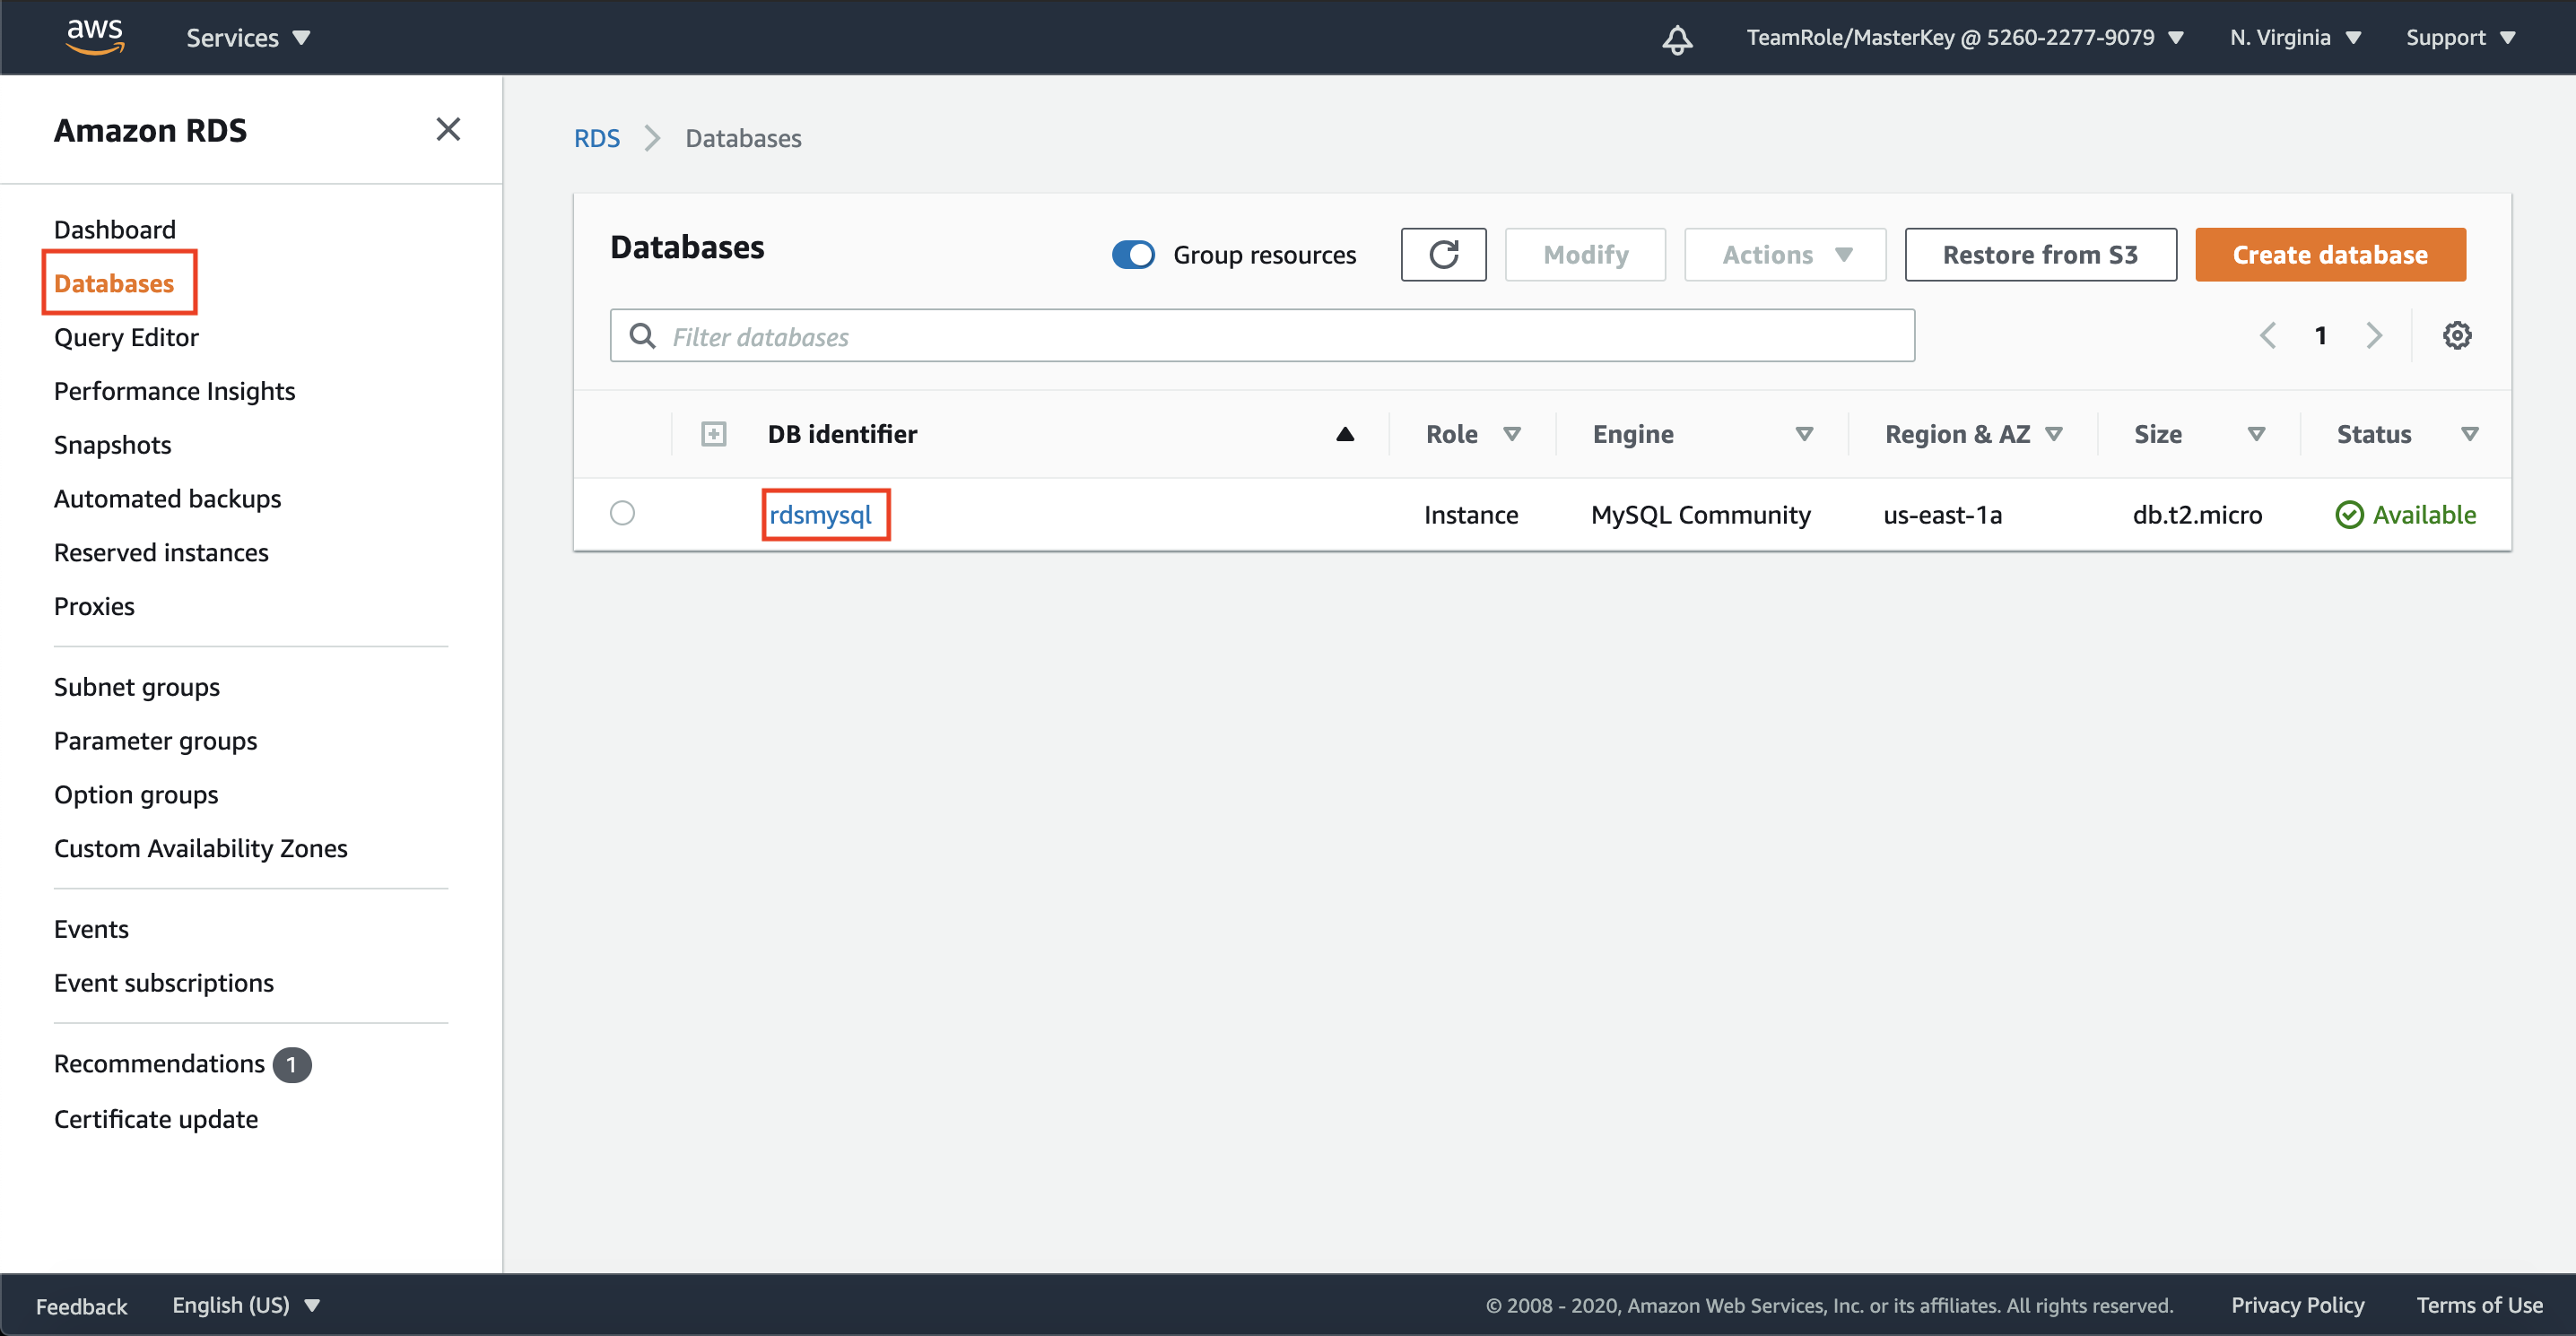 aws Services TeamRole/MasterKey @ 5260-2277-9079 N. Virginia Support
Amazon RDS
Dashboard
Databases
Query Editor
Performance Insights
Snapshots
Automated backups
Reserved instances
Proxies
Subnet groups
Parameter groups
Option groups
Custom Availability Zones
Events
Event subscriptions
Recommendations 1
Certificate update
RDS Databases
Databases Group resources Modify Actions Restore from S3 Create database
Filter databases 1
DB identifier Role Engine Region & AZ Size Status
rdsmysql Instance MySQL Community us-east-1a db.t2.micro Available
Feedback English (US) © 2008 - 2020, Amazon Web Services, Inc. or its affiliates. All rights reserved. Privacy Policy Terms of Use